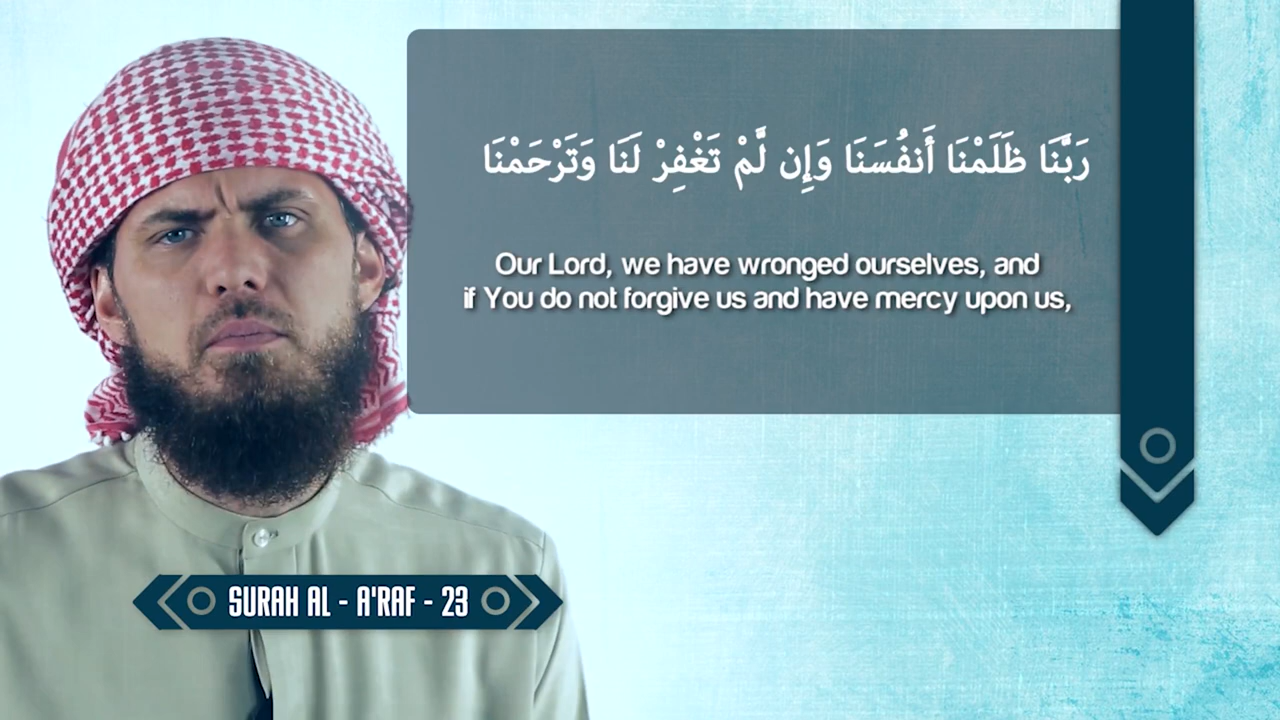 رَبَّنَا ظَلَمْنَا أَنفُسَنَا وَإِن لَّمْ تَغْفِرْ لَنَا وَتَرْحَمْنَا
Our Lord, we have wronged ourselves, and
if You do not forgive us and have mercy upon us,
SURAH AL - A'RAF - 23